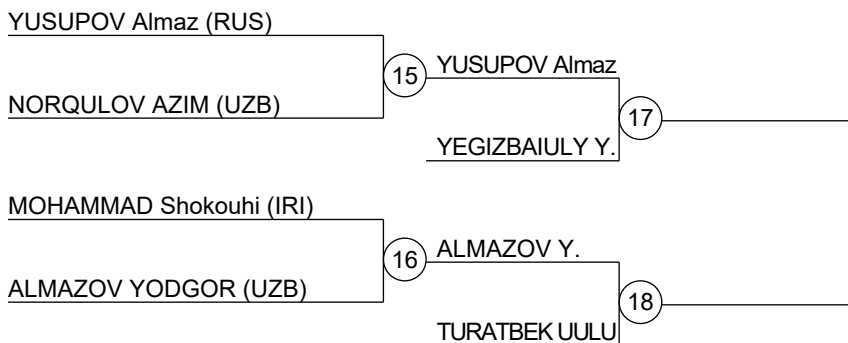 YUSUPOV Almaz (RUS)
15
YUSUPOV Almaz
NORQULOV AZIM (UZB)
17
YEGIZBAIULY Y.
MOHAMMAD Shokouhi (IRI)
16
ALMAZOV Y.
ALMAZOV YODGOR (UZB)
18
TURATBEK UULU